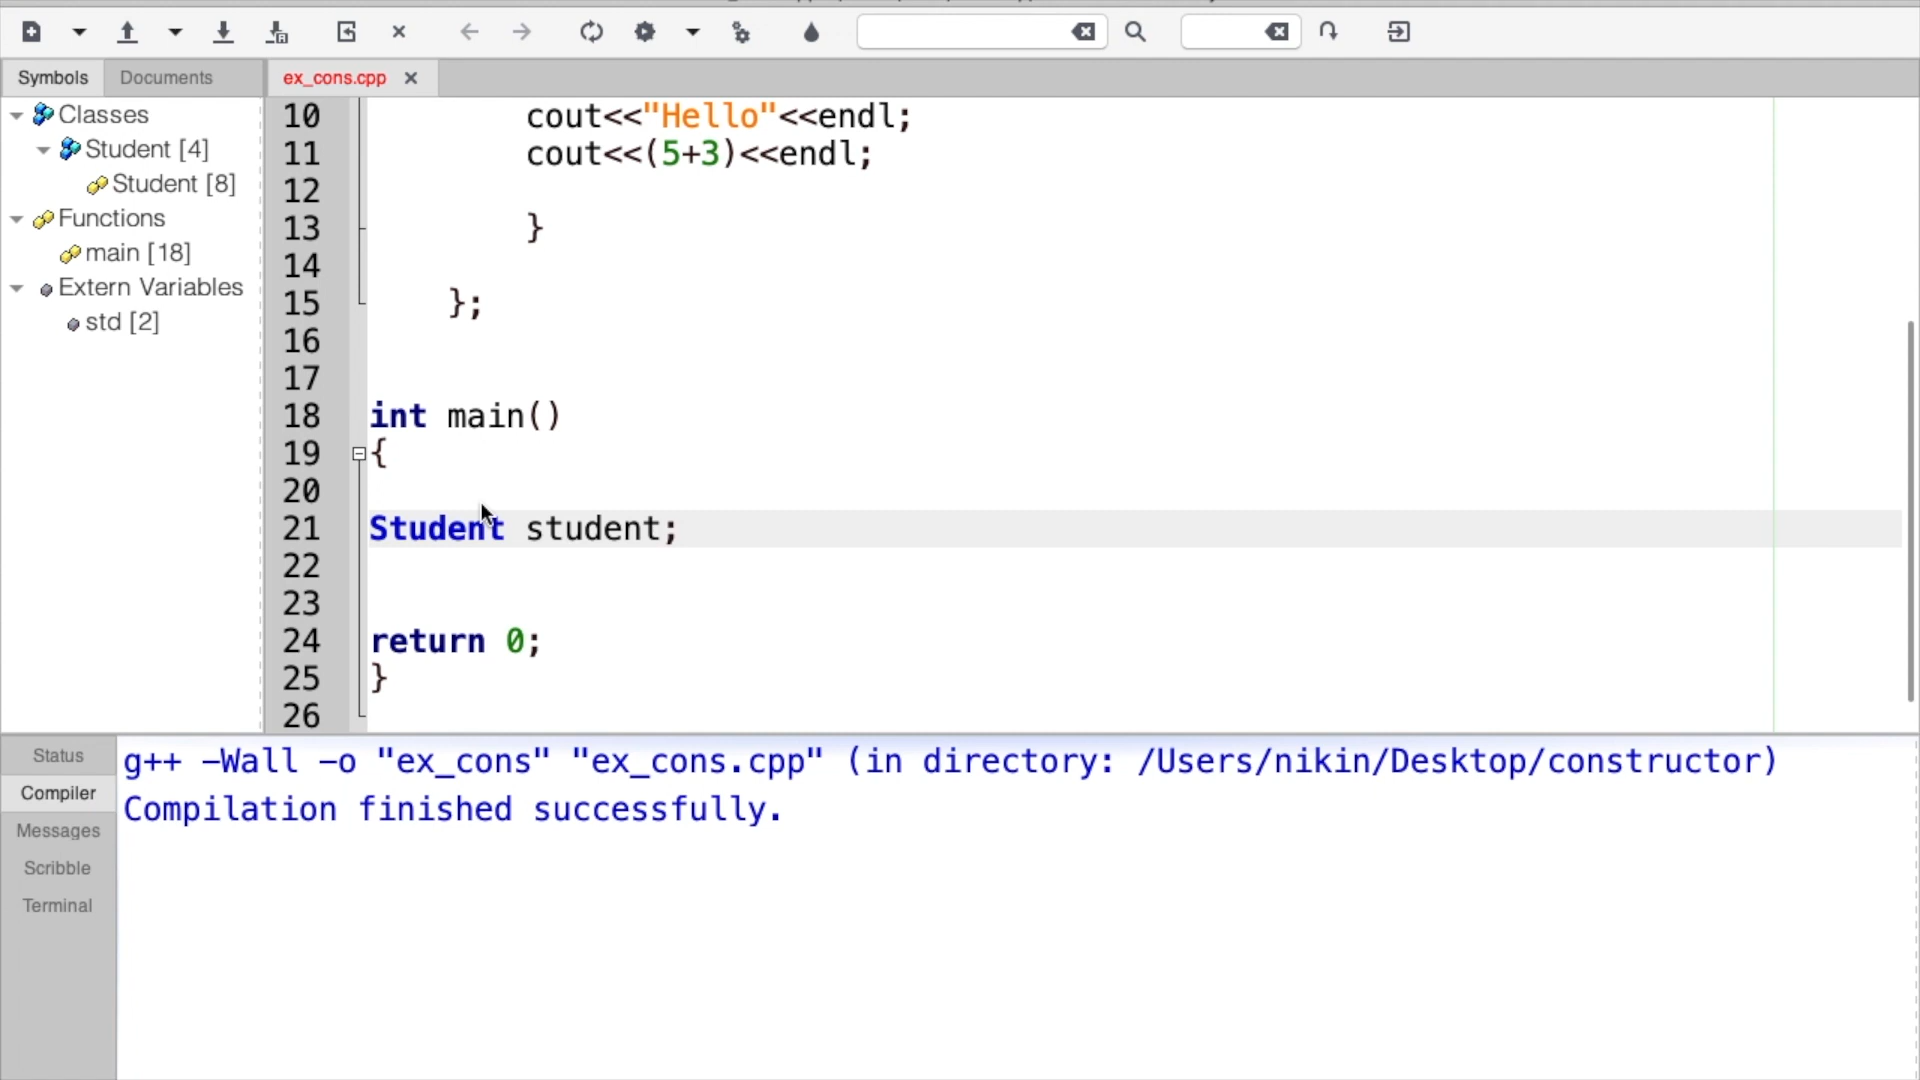 Symbols Documents ex_cons.cpp
Classes
Student [4]
Student [8]
Functions
main [18]
Extern Variables
std [2]
10 cout<<"Hello"<<endl;
11 cout<<(5+3)<<endl;
12
13 }
14
15 };
16
17
18 int main()
19 {
20
21 Student student;
22
23
24 return 0;
25 }
26
Status
Compiler
Messages
Scribble
Terminal
g++ -Wall -o "ex_cons" "ex_cons.cpp" (in directory: /Users/nikin/Desktop/constructor)
Compilation finished successfully.